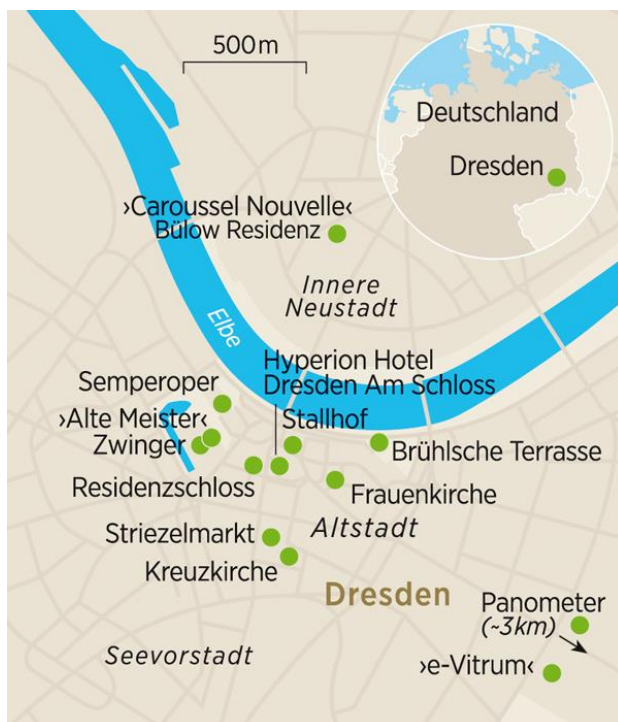 500 m
Deutschland
Dresden
›Caroussel Nouvelle‹
Bülow Residenz
Innere
Neustadt
Elbe
Hyperion Hotel
Dresden Am Schloss
Semperoper
Stallhof
›Alte Meister‹
Zwinger
Brühlsche Terrasse
Residenzschloss
Frauenkirche
Striezelmarkt
Altstadt
Kreuzkirche
Dresden
Panometer
(~3km)
Seevorstadt
›e-Vitrum‹